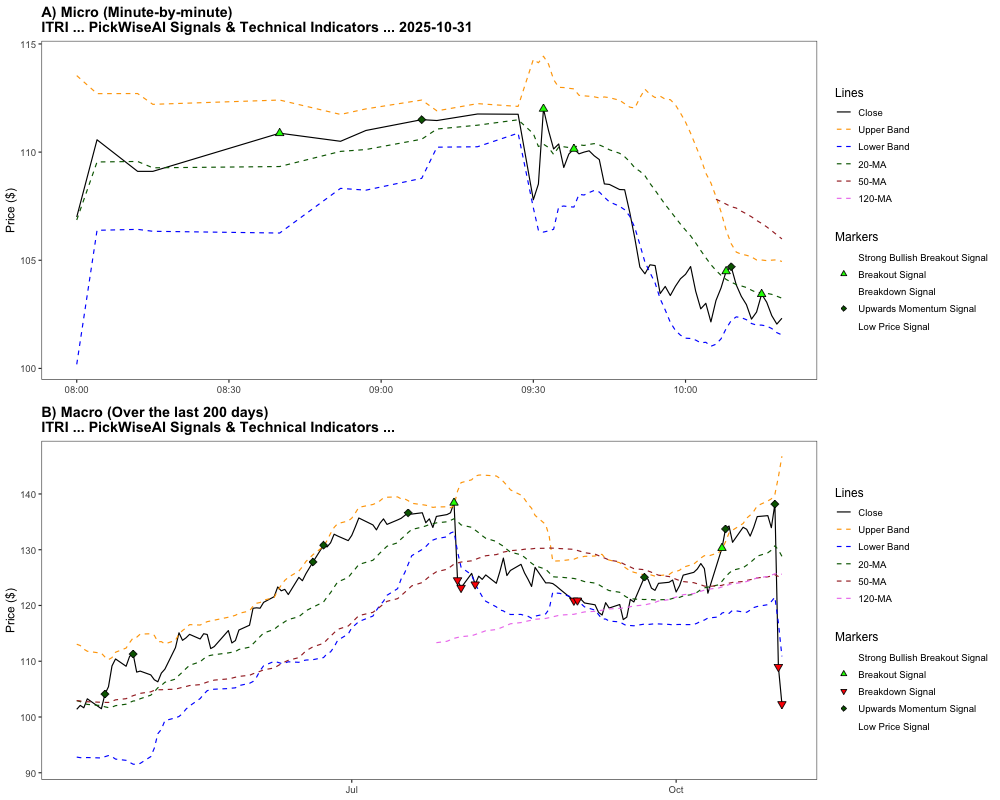 A) Micro (Minute-by-minute)
ITRI ... PickWiseAI Signals & Technical Indicators ... 2025-10-31
115
110
105
100
Price ($)
08:00
08:30
09:00
09:30
10:00
Lines
Close
Upper Band
Lower Band
20-MA
50-MA
120-MA
Markers
Strong Bullish Breakout Signal
Breakout Signal
Breakdown Signal
Upwards Momentum Signal
Low Price Signal
B) Macro (Over the last 200 days)
ITRI ... PickWiseAI Signals & Technical Indicators ...
140
130
120
110
100
90
Price ($)
Jul
Oct
Lines
Close
Upper Band
Lower Band
20-MA
50-MA
120-MA
Markers
Strong Bullish Breakout Signal
Breakout Signal
Breakdown Signal
Upwards Momentum Signal
Low Price Signal